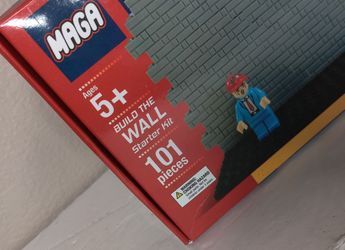 MAGA
Ages
5+
BUILD THE
WALL
Starter Kit
101
pieces